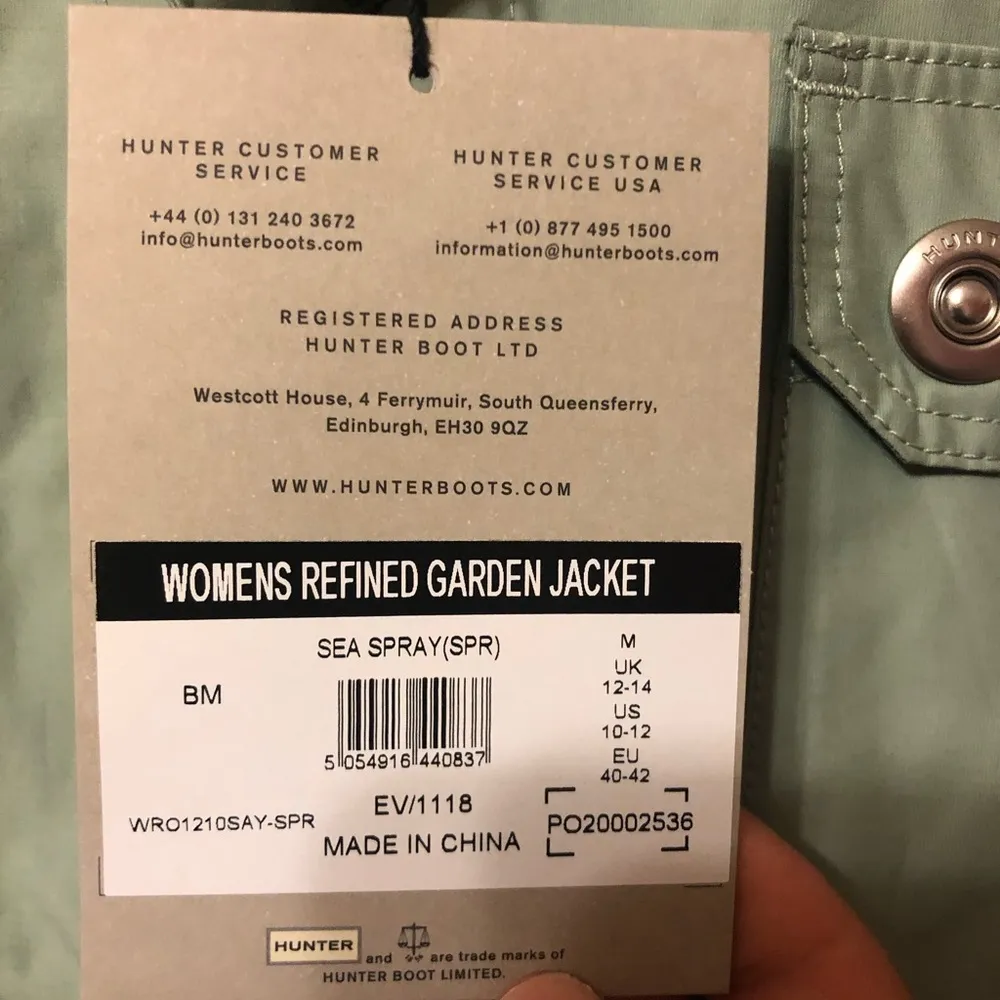 HUNTER CUSTOMER
SERVICE
+44 (0) 131 240 3672
info@hunterboots.com
HUNTER CUSTOMER
SERVICE USA
+1 (0) 877 495 1500
information@hunterboots.com
REGISTERED ADDRESS
HUNTER BOOT LTD
Westcott House, 4 Ferrymuir, South Queensferry,
Edinburgh, EH30 9QZ
WWW.HUNTERBOOTS.COM
WOMENS REFINED GARDEN JACKET
SEA SPRAY(SPR)
BM
5 054916 440837
M
UK
12-14
US
10-12
EU
40-42
WRO1210SAY-SPR
EV/1118
MADE IN CHINA
PO20002536
HUNTER and are trade marks of
HUNTER BOOT LIMITED.
HUNT